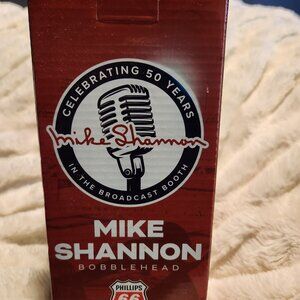 CELEBRATING 50 YEARS
Mike Shannon
IN THE BROADCAST BOOTH
MIKE
SHANNON
BOBBLEHEAD
PHILLIPS
66